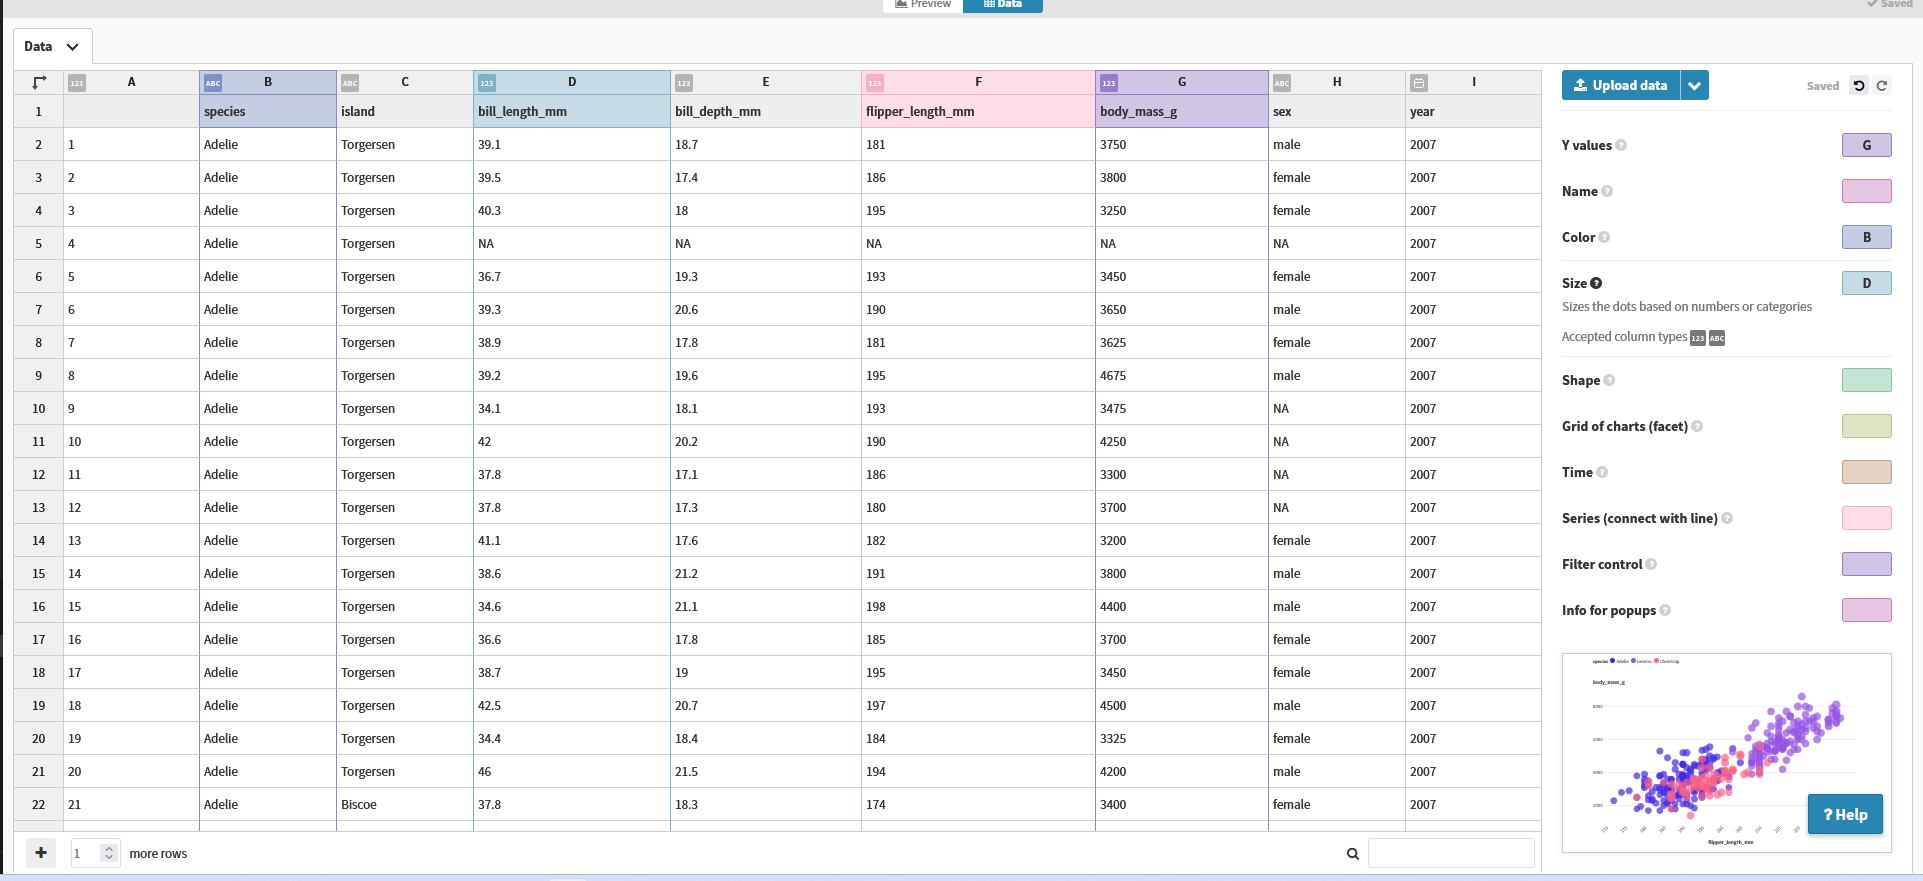 Preview Data Saved
Data
123 A ABC B ABC C 123 D 123 E 123 F 123 G ABC H I
1 species island bill_length_mm bill_depth_mm flipper_length_mm body_mass_g sex year
2 1 Adelie Torgersen 39.1 18.7 181 3750 male 2007
3 2 Adelie Torgersen 39.5 17.4 186 3800 female 2007
4 3 Adelie Torgersen 40.3 18 195 3250 female 2007
5 4 Adelie Torgersen NA NA NA NA NA 2007
6 5 Adelie Torgersen 36.7 19.3 193 3450 female 2007
7 6 Adelie Torgersen 39.3 20.6 190 3650 male 2007
8 7 Adelie Torgersen 38.9 17.8 181 3625 female 2007
9 8 Adelie Torgersen 39.2 19.6 195 4675 male 2007
10 9 Adelie Torgersen 34.1 18.1 193 3475 NA 2007
11 10 Adelie Torgersen 42 20.2 190 4250 NA 2007
12 11 Adelie Torgersen 37.8 17.1 186 3300 NA 2007
13 12 Adelie Torgersen 37.8 17.3 180 3700 NA 2007
14 13 Adelie Torgersen 41.1 17.6 182 3200 female 2007
15 14 Adelie Torgersen 38.6 21.2 191 3800 male 2007
16 15 Adelie Torgersen 34.6 21.1 198 4400 male 2007
17 16 Adelie Torgersen 36.6 17.8 185 3700 female 2007
18 17 Adelie Torgersen 38.7 19 195 3450 female 2007
19 18 Adelie Torgersen 42.5 20.7 197 4500 male 2007
20 19 Adelie Torgersen 34.4 18.4 184 3325 female 2007
21 20 Adelie Torgersen 46 21.5 194 4200 male 2007
22 21 Adelie Biscoe 37.8 18.3 174 3400 female 2007
+ 1 more rows
Upload data Saved
Y values ? G
Name ?
Color ? B
Size ? D
Sizes the dots based on numbers or categories
Accepted column types 123 ABC
Shape ?
Grid of charts (facet) ?
Time ?
Series (connect with line) ?
Filter control ?
Info for popups ?
species Adelie Gentoo Chinstrap
body_mass_g
flipper_length_mm
? Help